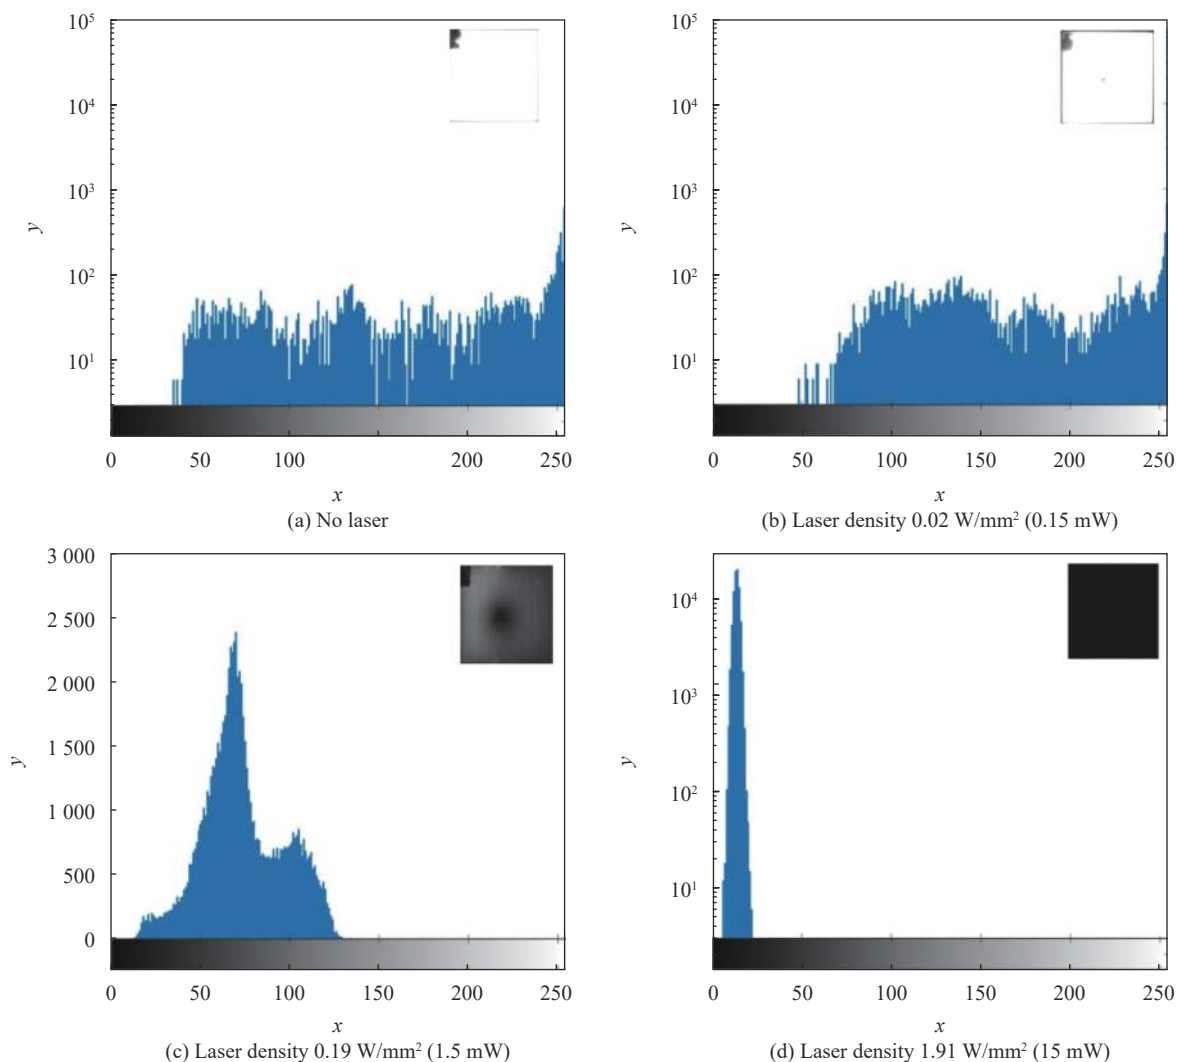 10⁵
10⁴
10³
10²
10¹
y
0 50 100 200 250
x
(a) No laser
10⁵
10⁴
10³
10²
10¹
y
0 50 100 200 250
x
(b) Laser density 0.02 W/mm² (0.15 mW)
3 000
2 500
2 000
1 500
1 000
500
0
y
0 50 100 150 200 250
x
(c) Laser density 0.19 W/mm² (1.5 mW)
10⁴
10³
10²
10¹
y
0 50 100 150 200 250
x
(d) Laser density 1.91 W/mm² (15 mW)